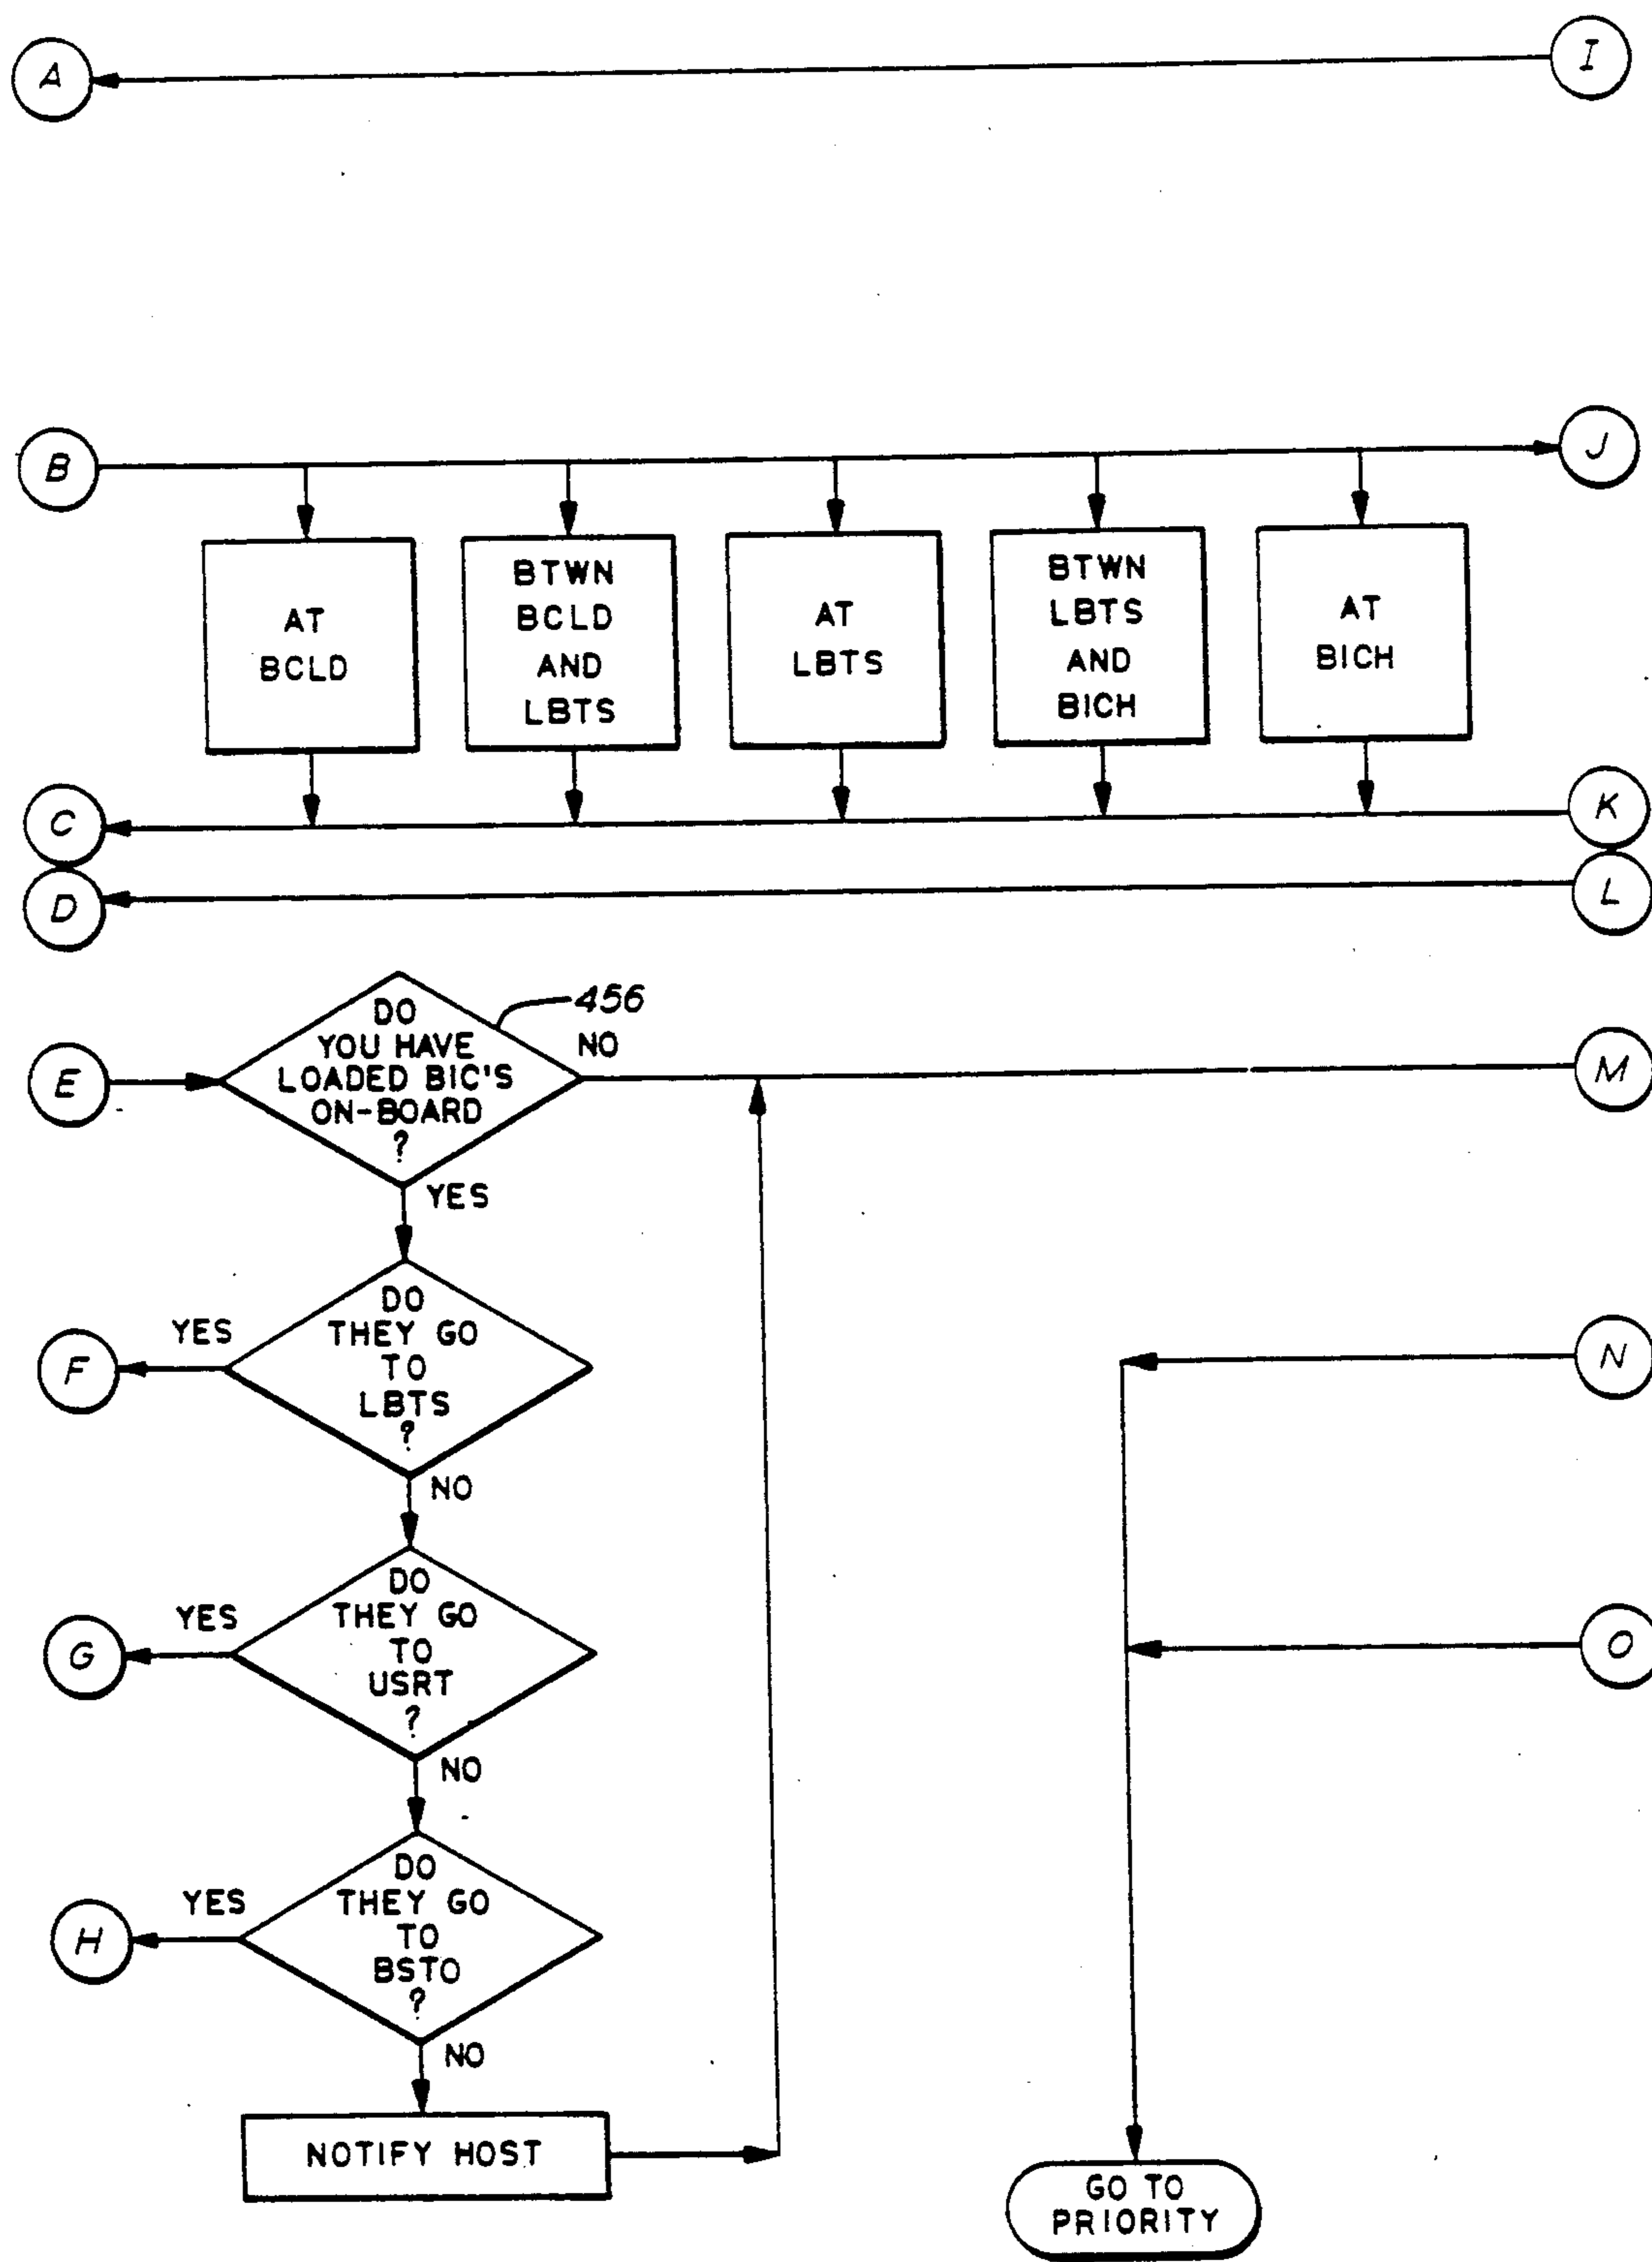 A
I
B
J
AT
BCLD
BTWN
BCLD
AND
LBTS
AT
LBTS
BTWN
LBTS
AND
BICH
AT
BICH
C
K
D
L
E
DO
YOU HAVE
LOADED BIC'S
ON-BOARD
?
456
NO
M
YES
F
YES
DO
THEY GO
TO
LBTS
?
N
NO
G
YES
DO
THEY GO
TO
USRT
?
O
NO
H
YES
DO
THEY GO
TO
BSTO
?
NO
NOTIFY HOST
GO TO
PRIORITY